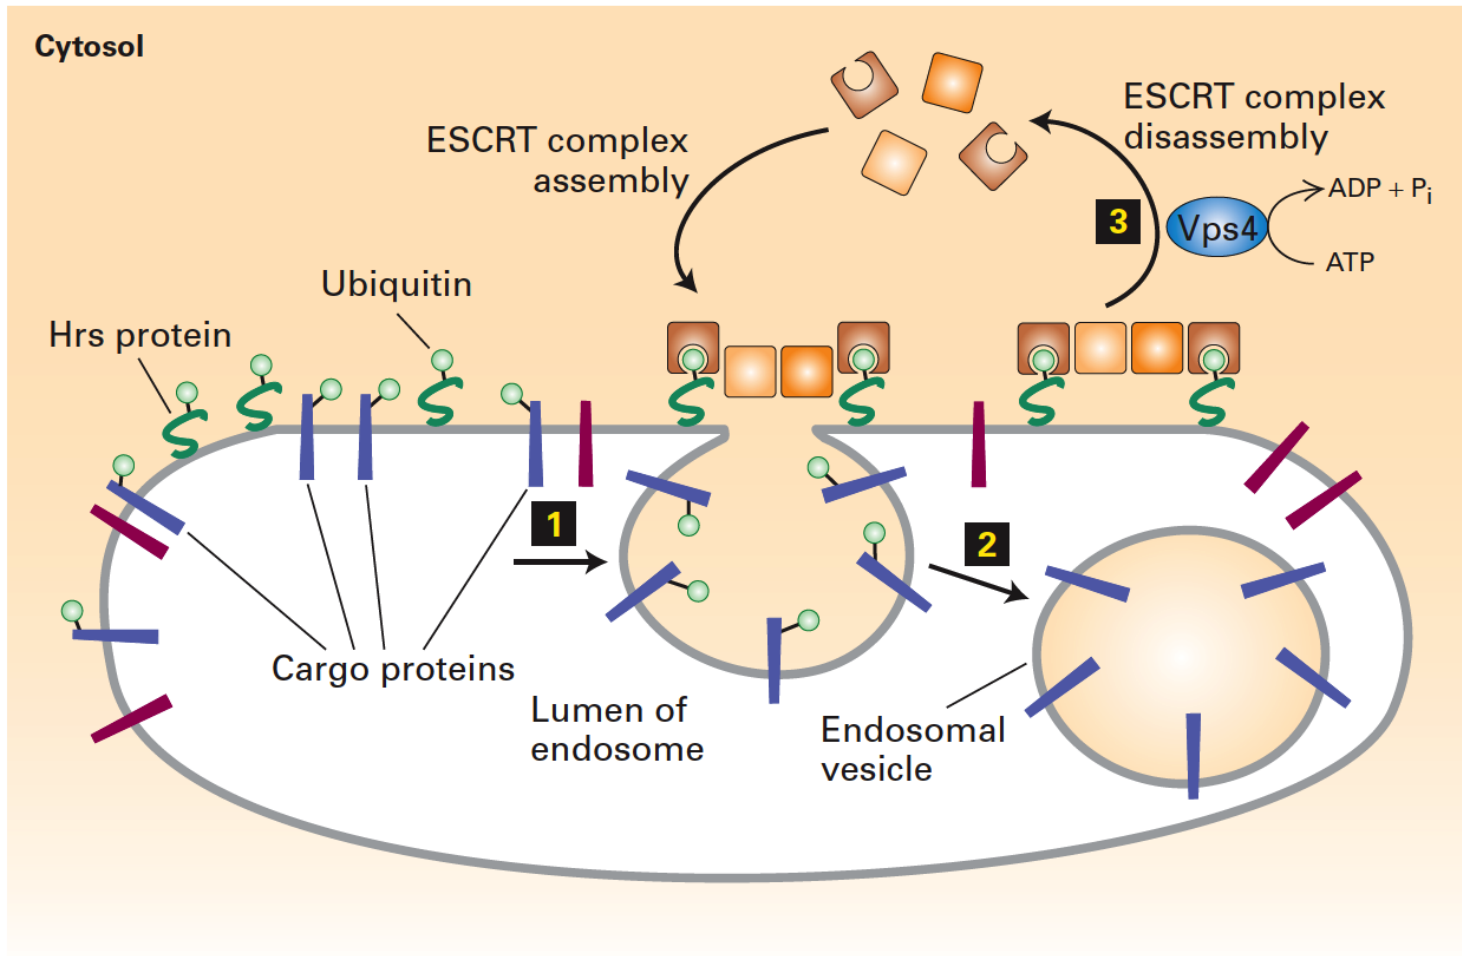 Cytosol
ESCRT complex
assembly
ESCRT complex
disassembly
3
Vps4
ADP + Pi
ATP
Ubiquitin
Hrs protein
1
2
Cargo proteins
Lumen of
endosome
Endosomal
vesicle